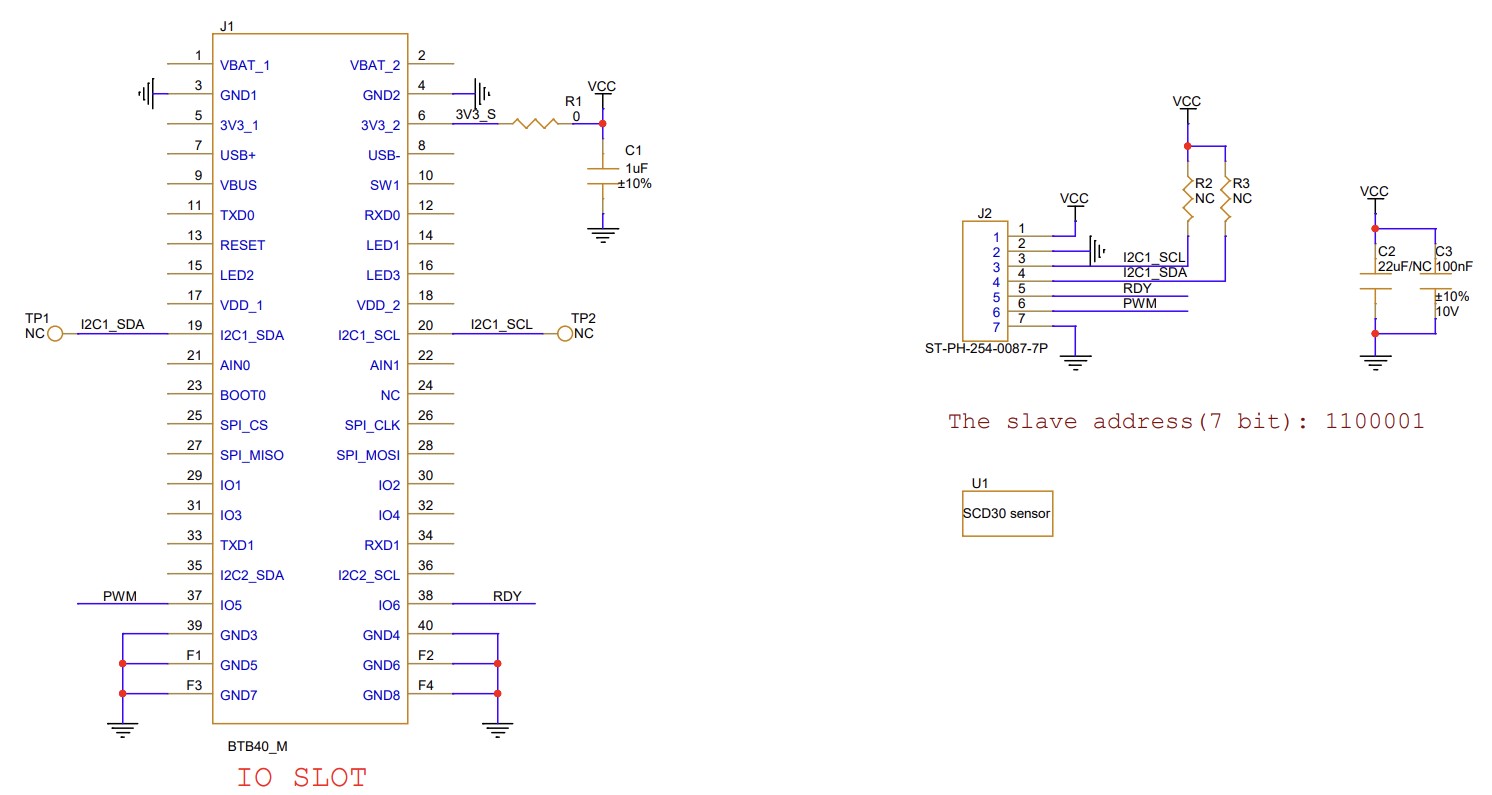 J1
1 VBAT_1 VBAT_2 2
3 GND1 GND2 4
5 3V3_1 3V3_2 6
7 USB+ USB- 8
9 VBUS SW1 10
11 TXD0 RXD0 12
13 RESET LED1 14
15 LED2 LED3 16
17 VDD_1 VDD_2 18
19 I2C1_SDA I2C1_SCL 20
21 AIN0 AIN1 22
23 BOOT0 NC 24
25 SPI_CS SPI_CLK 26
27 SPI_MISO SPI_MOSI 28
29 IO1 IO2 30
31 IO3 IO4 32
33 TXD1 RXD1 34
35 I2C2_SDA I2C2_SCL 36
37 IO5 IO6 38
39 GND3 GND4 40
F1 GND5 GND6 F2
F3 GND7 GND8 F4
BTB40_M
IO SLOT
TP1
NC
I2C1_SDA
I2C1_SCL
TP2
NC
PWM
RDY
3V3_S
R1
0
VCC
C1
1uF
±10%
VCC
R2
NC
R3
NC
VCC
J2
1 1
2 2
3 3 I2C1_SCL
4 4 I2C1_SDA
5 5 RDY
6 6 PWM
7 7
ST-PH-254-0087-7P
VCC
C2
22uF/NC
C3
100nF
±10%
10V
The slave address(7 bit): 1100001
U1
SCD30 sensor